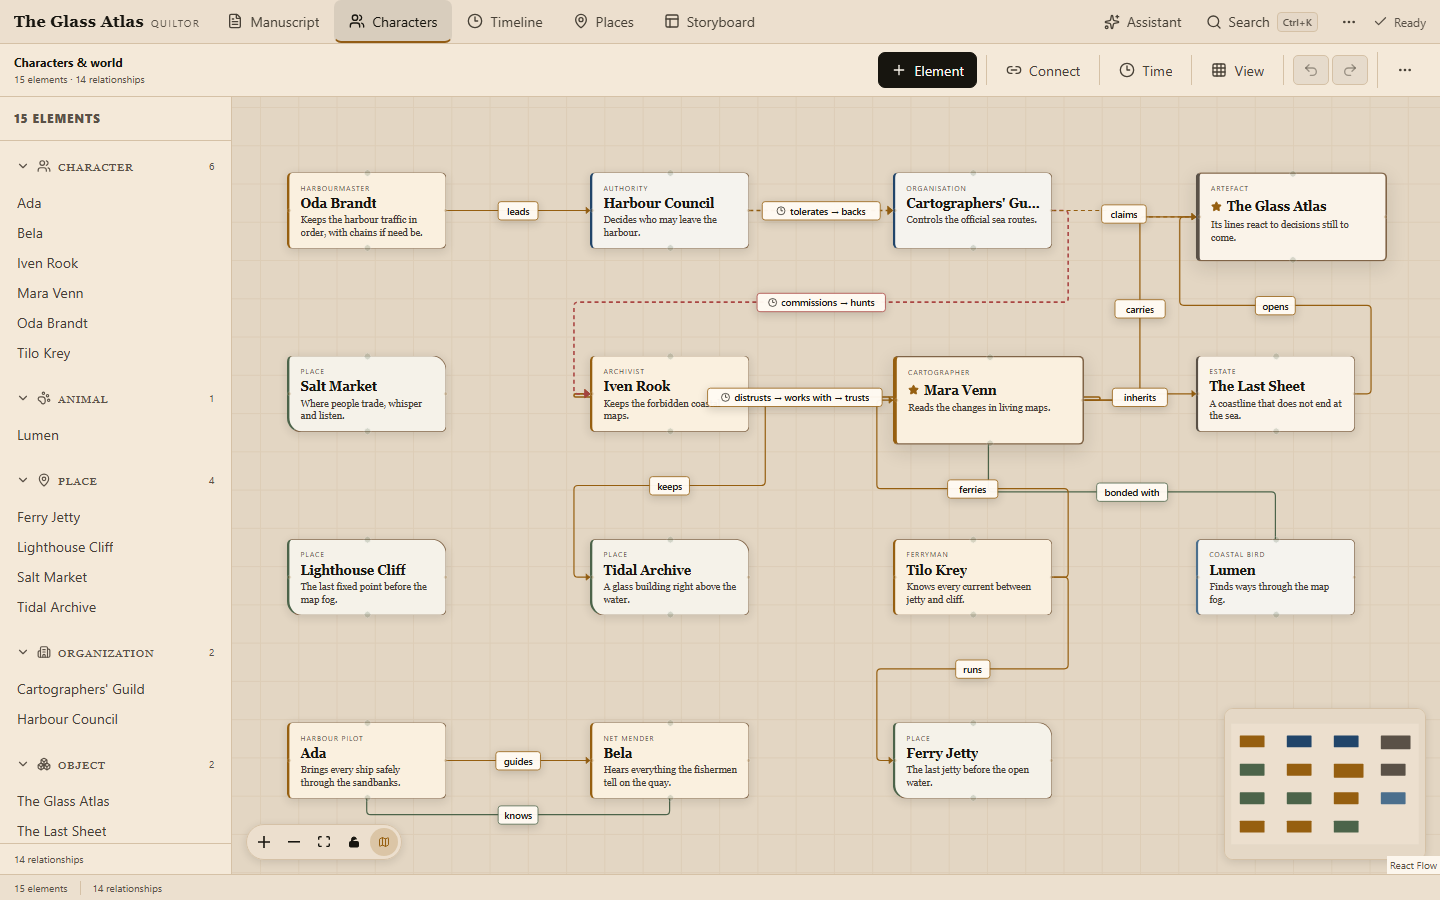 The Glass Atlas QUILTOR
Manuscript
Characters
Timeline
Places
Storyboard
Assistant
Search Ctrl+K
Ready
Characters & world
15 elements · 14 relationships
Element
Connect
Time
View
15 ELEMENTS
CHARACTER 6
Ada
Bela
Iven Rook
Mara Venn
Oda Brandt
Tilo Krey
ANIMAL 1
Lumen
PLACE 4
Ferry Jetty
Lighthouse Cliff
Salt Market
Tidal Archive
ORGANIZATION 2
Cartographers' Guild
Harbour Council
OBJECT 2
The Glass Atlas
The Last Sheet
14 relationships
15 elements
14 relationships
HARBOURMASTER
Oda Brandt
Keeps the harbour traffic in
order, with chains if need be.
leads
AUTHORITY
Harbour Council
Decides who may leave the
harbour.
tolerates → backs
ORGANISATION
Cartographers' Gu...
Controls the official sea routes.
claims
ARTEFACT
The Glass Atlas
Its lines react to decisions still to
come.
commissions → hunts
carries
opens
PLACE
Salt Market
Where people trade, whisper
and listen.
ARCHIVIST
Iven Rook
Keeps the forbidden coas
maps.
distrusts → works with → trusts
CARTOGRAPHER
Mara Venn
Reads the changes in living maps.
inherits
ESTATE
The Last Sheet
A coastline that does not end at
the sea.
keeps
ferries
bonded with
PLACE
Lighthouse Cliff
The last fixed point before the
map fog.
PLACE
Tidal Archive
A glass building right above the
water.
FERRYMAN
Tilo Krey
Knows every current between
jetty and cliff.
COASTAL BIRD
Lumen
Finds ways through the map
fog.
runs
HARBOUR PILOT
Ada
Brings every ship safely
through the sandbanks.
guides
NET MENDER
Bela
Hears everything the fishermen
tell on the quay.
knows
PLACE
Ferry Jetty
The last jetty before the open
water.
React Flow